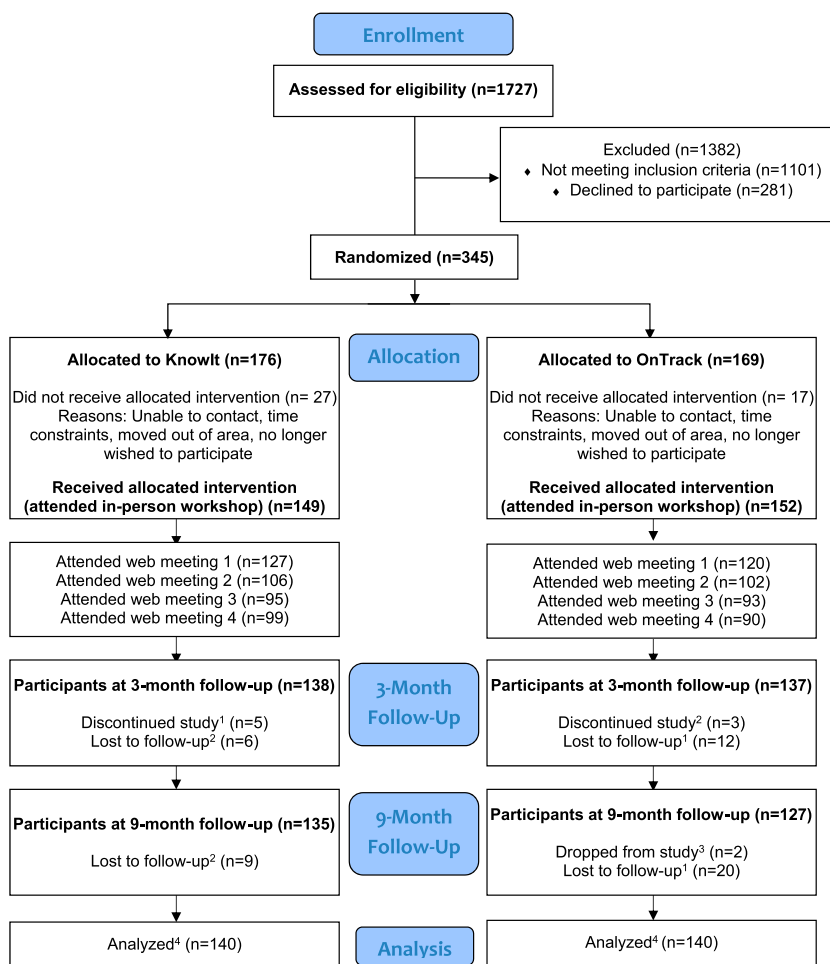 Enrollment
Assessed for eligibility (n=1727)
Excluded (n=1382)
♦ Not meeting inclusion criteria (n=1101)
♦ Declined to participate (n=281)
Randomized (n=345)
Allocated to KnowIt (n=176)
Did not receive allocated intervention (n= 27)
Reasons: Unable to contact, time
constraints, moved out of area, no longer
wished to participate
Received allocated intervention
(attended in-person workshop) (n=149)
Allocation
Allocated to OnTrack (n=169)
Did not receive allocated intervention (n= 17)
Reasons: Unable to contact, time
constraints, moved out of area, no longer
wished to participate
Received allocated intervention
(attended in-person workshop) (n=152)
Attended web meeting 1 (n=127)
Attended web meeting 2 (n=106)
Attended web meeting 3 (n=95)
Attended web meeting 4 (n=99)
Attended web meeting 1 (n=120)
Attended web meeting 2 (n=102)
Attended web meeting 3 (n=93)
Attended web meeting 4 (n=90)
Participants at 3-month follow-up (n=138)
Discontinued study¹ (n=5)
Lost to follow-up² (n=6)
3-Month
Follow-Up
Participants at 3-month follow-up (n=137)
Discontinued study² (n=3)
Lost to follow-up¹ (n=12)
Participants at 9-month follow-up (n=135)
Lost to follow-up² (n=9)
9-Month
Follow-Up
Participants at 9-month follow-up (n=127)
Dropped from study³ (n=2)
Lost to follow-up¹ (n=20)
Analyzed⁴ (n=140)
Analysis
Analyzed⁴ (n=140)